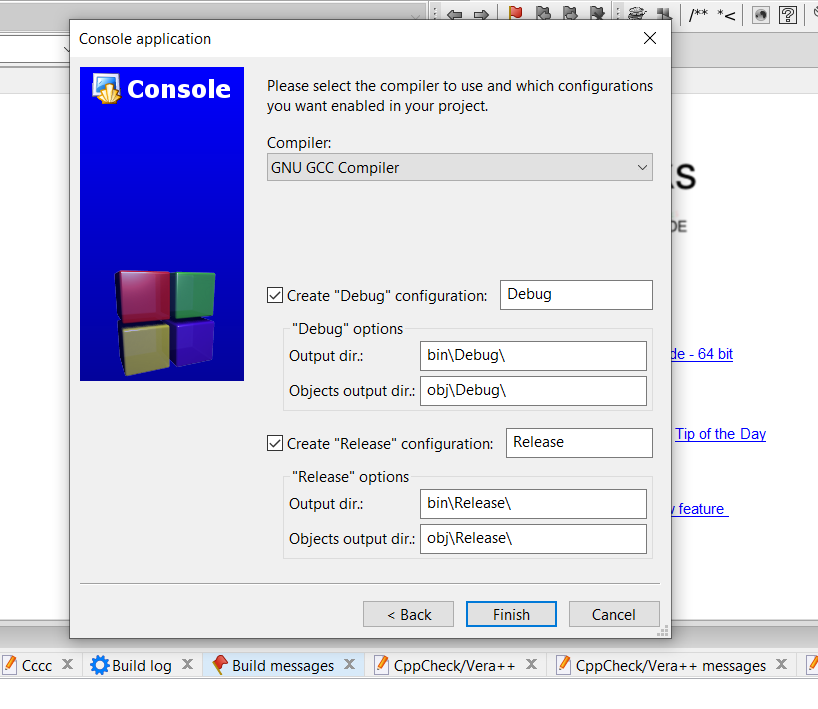 /** *<
Console application
Console
Please select the compiler to use and which configurations
you want enabled in your project.
Compiler:
GNU GCC Compiler
Create "Debug" configuration: Debug
"Debug" options
Output dir.: bin\Debug\
Objects output dir.: obj\Debug\
Create "Release" configuration: Release
"Release" options
Output dir.: bin\Release\
Objects output dir.: obj\Release\
< Back Finish Cancel
- 64 bit
Tip of the Day
feature
Cccc Build log Build messages CppCheck/Vera++ CppCheck/Vera++ messages